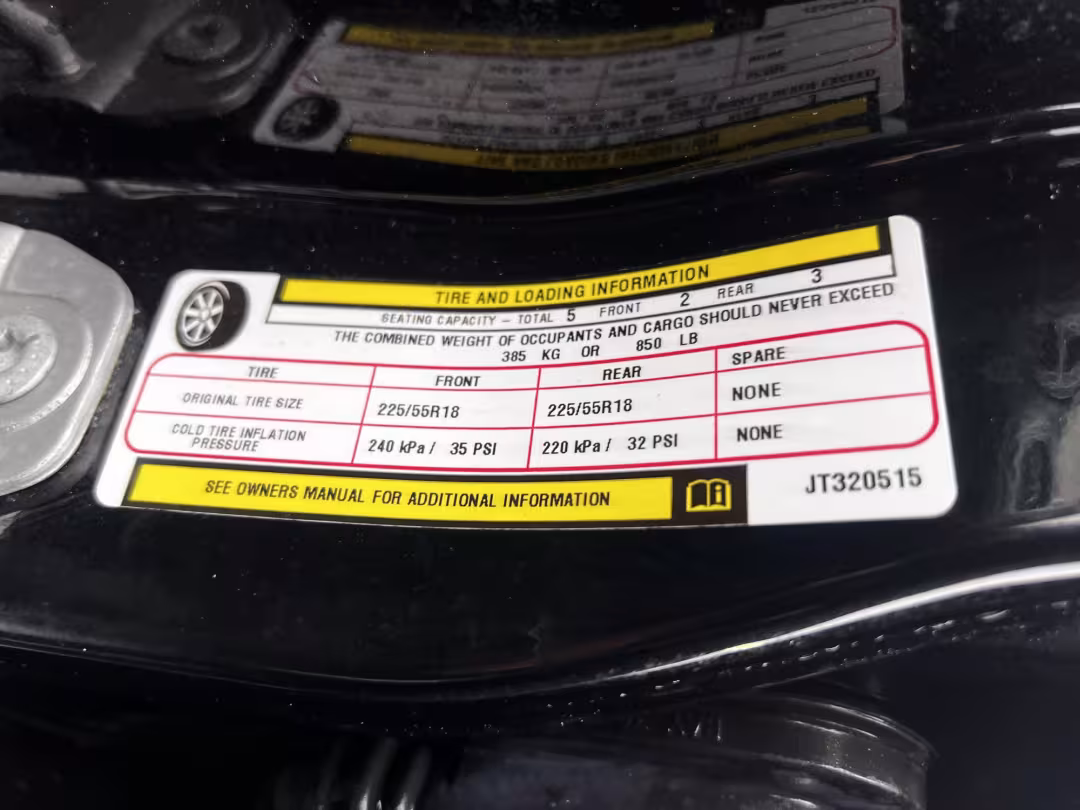 TIRE AND LOADING INFORMATION
SEATING CAPACITY – TOTAL 5 FRONT 2 REAR 3
THE COMBINED WEIGHT OF OCCUPANTS AND CARGO SHOULD NEVER EXCEED
385 KG OR 850 LB
TIRE FRONT REAR SPARE
ORIGINAL TIRE SIZE 225/55R18 225/55R18 NONE
COLD TIRE INFLATION PRESSURE 240 kPa / 35 PSI 220 kPa / 32 PSI NONE
SEE OWNERS MANUAL FOR ADDITIONAL INFORMATION
JT320515